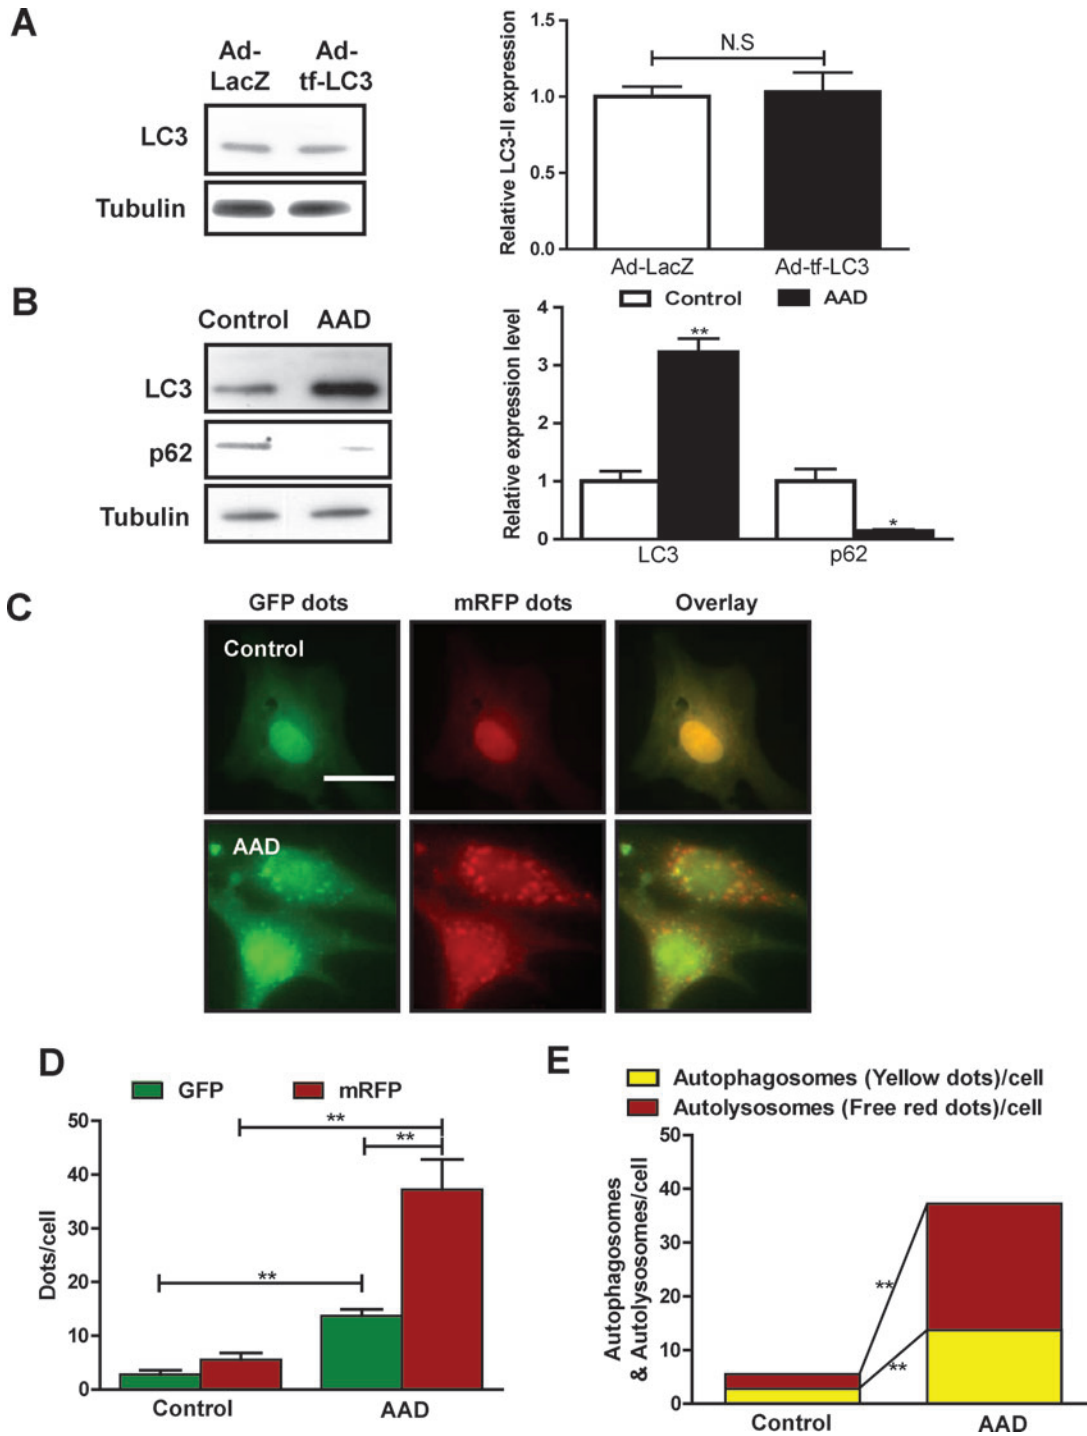 A
Ad-
LacZ
Ad-
tf-LC3
LC3
Tubulin
Relative LC3-II expression
1.5
1.0
0.5
0.0
N.S
Ad-LacZ
Ad-tf-LC3
B
Control
AAD
LC3
p62
Tubulin
Control
AAD
Relative expression level
4
3
2
1
0
**
*
LC3
p62
C
GFP dots
mRFP dots
Overlay
Control
AAD
D
GFP
mRFP
Dots/cell
50
40
30
20
10
0
**
**
**
Control
AAD
E
Autophagosomes (Yellow dots)/cell
Autolysosomes (Free red dots)/cell
Autophagosomes
& Autolysosomes/cell
50
40
30
20
10
0
**
**
Control
AAD